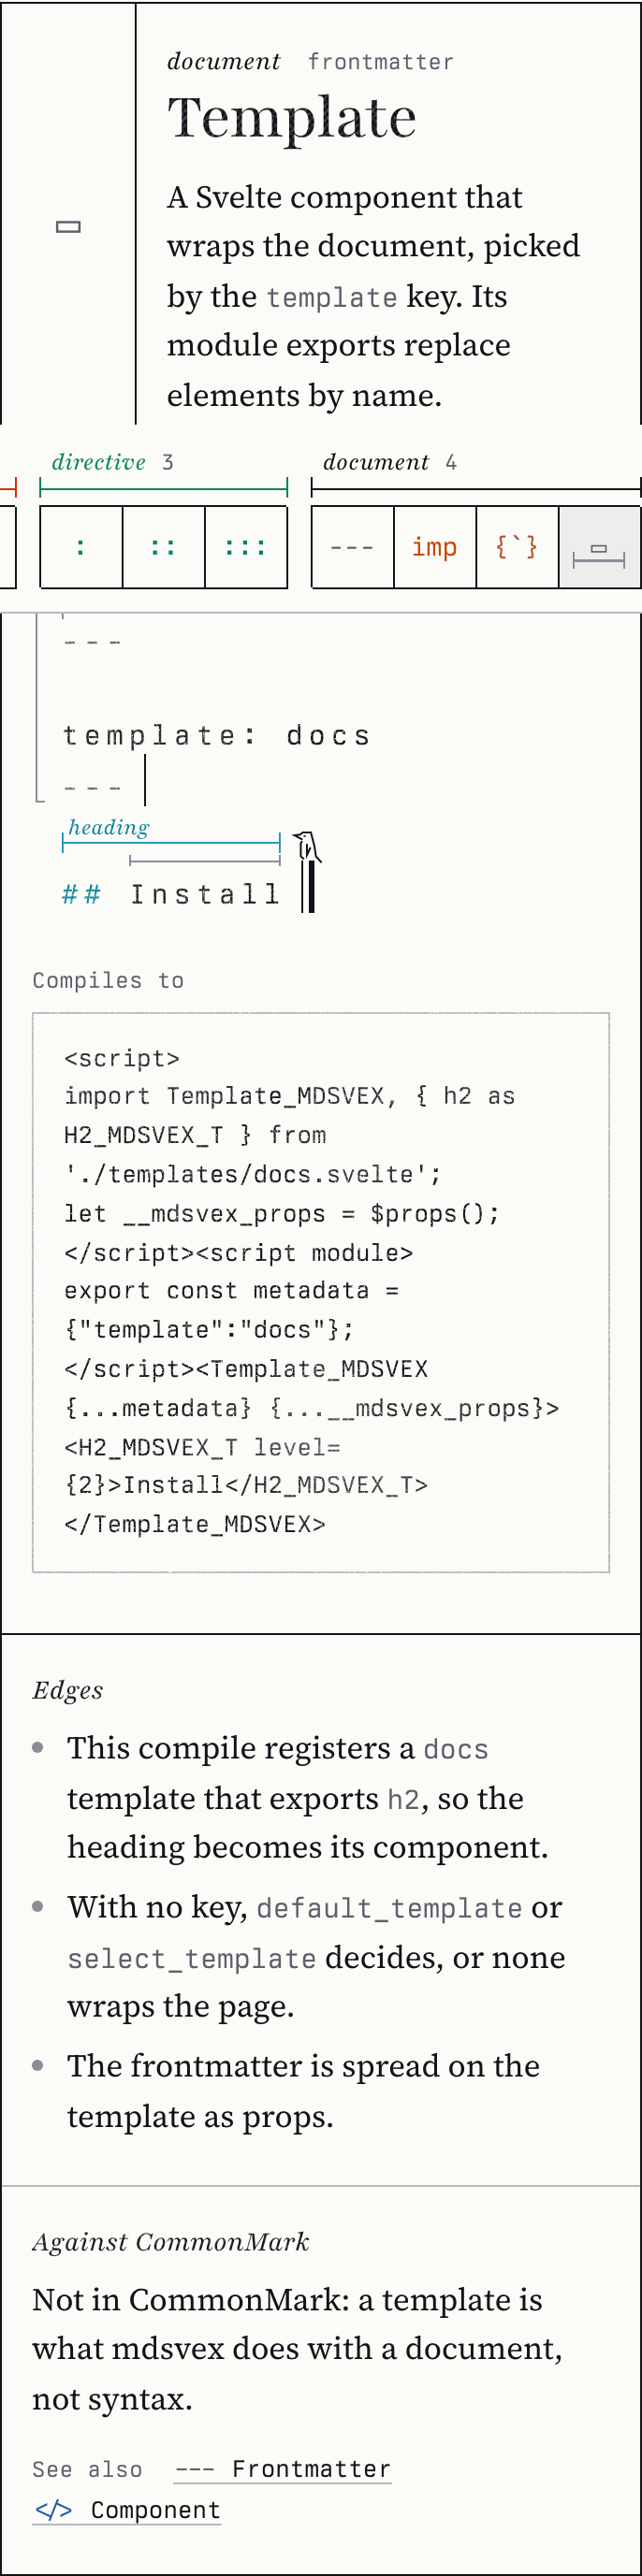 document frontmatter
Template
A Svelte component that
wraps the document, picked
by the template key. Its
module exports replace
elements by name.
directive 3 document 4
: :: ::: --- imp {`}
---
template: docs
---
heading
## Install
Compiles to
<script>
import Template_MDSVEX, { h2 as
H2_MDSVEX_T } from
'./templates/docs.svelte';
let __mdsvex_props = $props();
</script><script module>
export const metadata =
{"template":"docs"};
</script><Template_MDSVEX
{...metadata} {...__mdsvex_props}>
<H2_MDSVEX_T level=
{2}>Install</H2_MDSVEX_T>
</Template_MDSVEX>
Edges
• This compile registers a docs
template that exports h2, so the
heading becomes its component.
• With no key, default_template or
select_template decides, or none
wraps the page.
• The frontmatter is spread on the
template as props.
Against CommonMark
Not in CommonMark: a template is
what mdsvex does with a document,
not syntax.
See also --- Frontmatter
</> Component